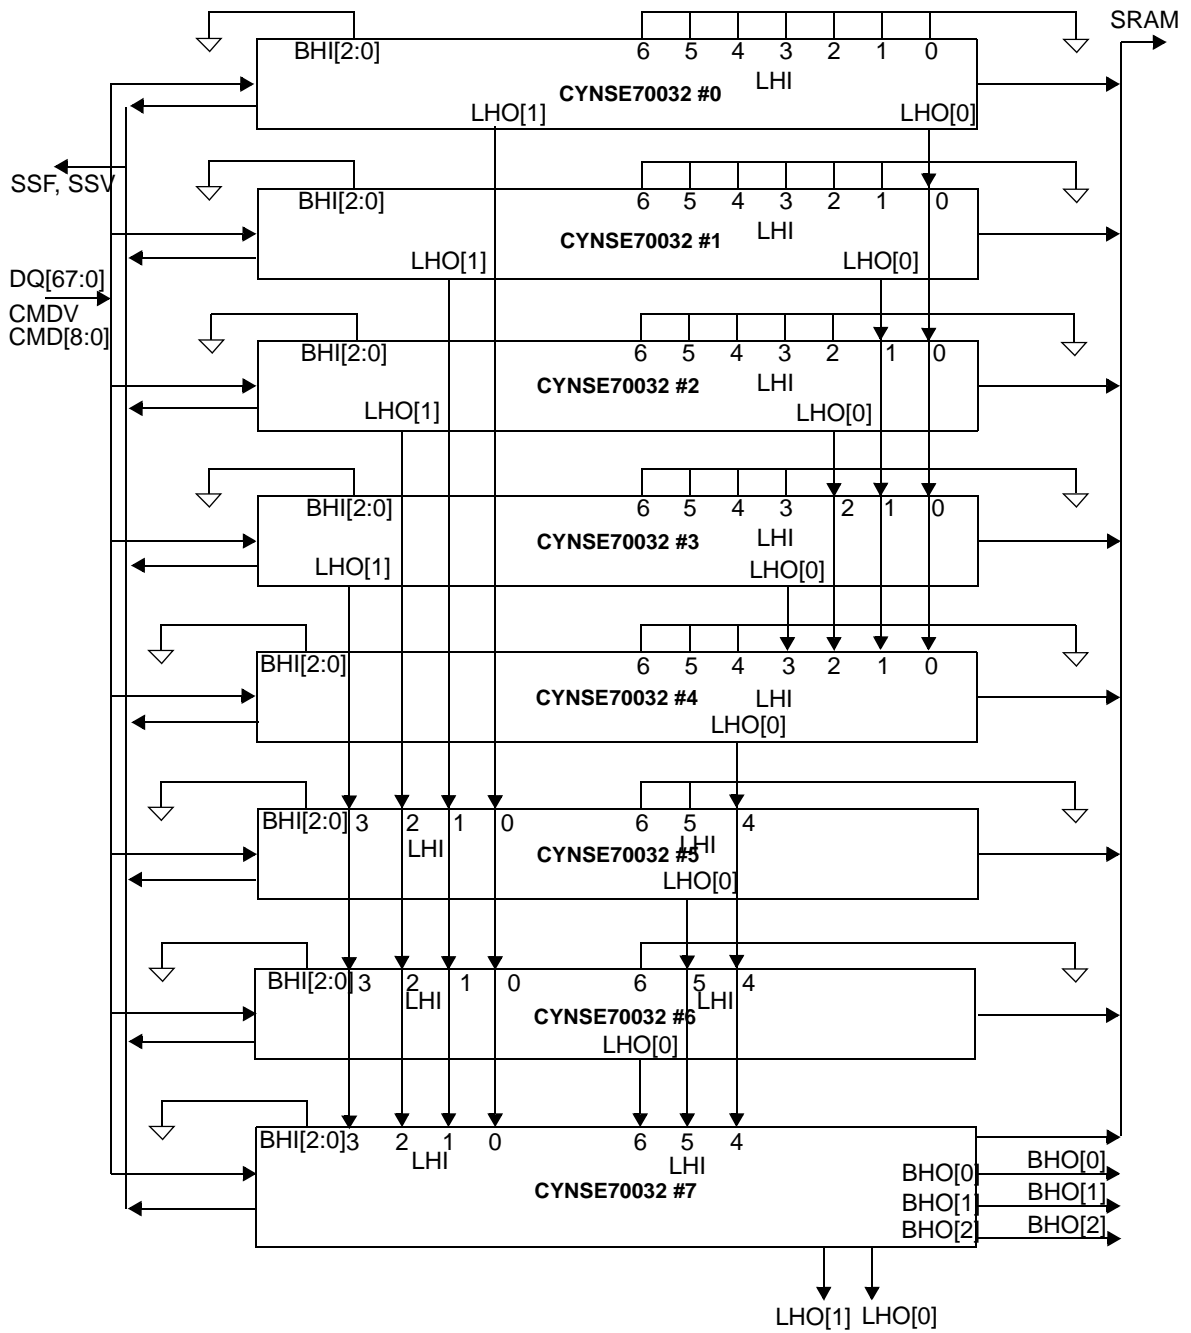 SRAM
BHI[2:0] 6 5 4 3 2 1 0
LHI
CYNSE70032 #0
LHO[1] LHO[0]
SSF, SSV
BHI[2:0] 6 5 4 3 2 1 0
LHI
CYNSE70032 #1
LHO[1] LHO[0]
DQ[67:0]
CMDV
CMD[8:0]
BHI[2:0] 6 5 4 3 2 1 0
LHI
CYNSE70032 #2
LHO[1] LHO[0]
BHI[2:0] 6 5 4 3 2 1 0
LHI
CYNSE70032 #3
LHO[1] LHO[0]
BHI[2:0] 6 5 4 3 2 1 0
LHI
CYNSE70032 #4
LHO[0]
BHI[2:0] 3 2 1 0 6 5 4
LHI LHI
CYNSE70032 #5
LHO[0]
BHI[2:0] 3 2 1 0 6 5 4
LHI LHI
CYNSE70032 #6
LHO[0]
BHI[2:0] 3 2 1 0 6 5 4
LHI LHI
CYNSE70032 #7
BHO[0] BHO[0]
BHO[1] BHO[1]
BHO[2] BHO[2]
LHO[1] LHO[0]